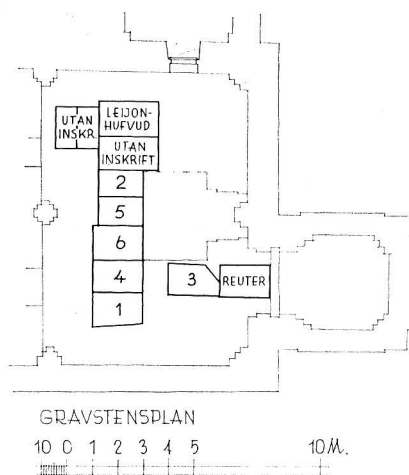 UTAN
INSKR.
LEIJON-
HUFVUD
UTAN
INSKRIFT
2
5
6
4
1
3
REUTER
GRAVSTENSPLAN
10 0 1 2 3 4 5 10 M.